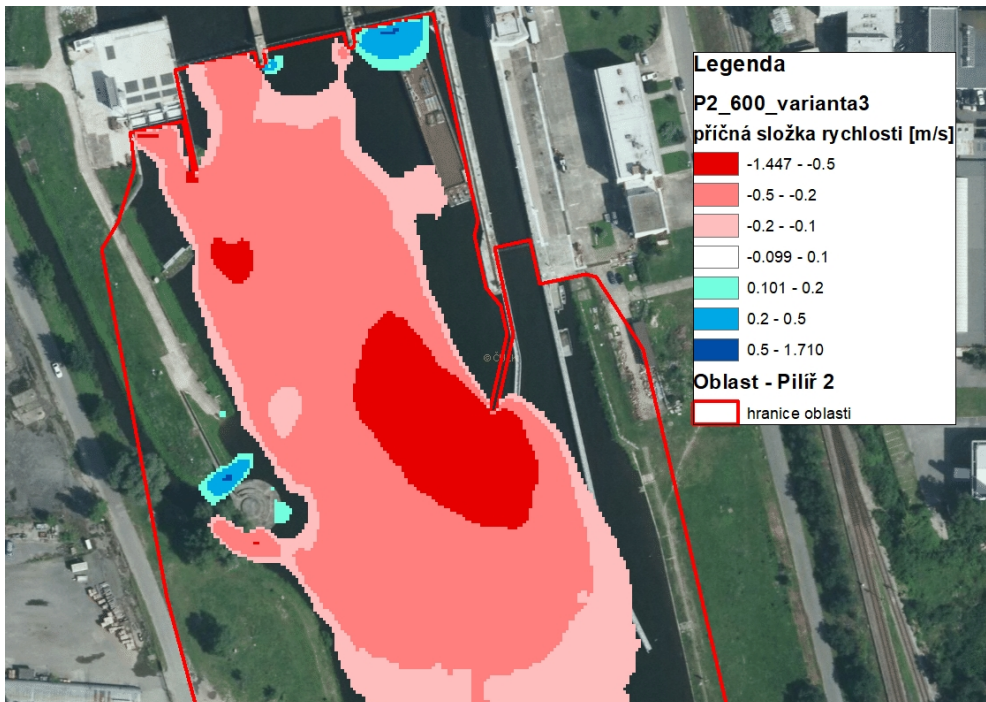 Legenda
P2_600_varianta3
příčná složka rychlosti [m/s]
-1.447 - -0.5
-0.5 - -0.2
-0.2 - -0.1
-0.099 - 0.1
0.101 - 0.2
0.2 - 0.5
0.5 - 1.710
Oblast - Pilíř 2
hranice oblasti